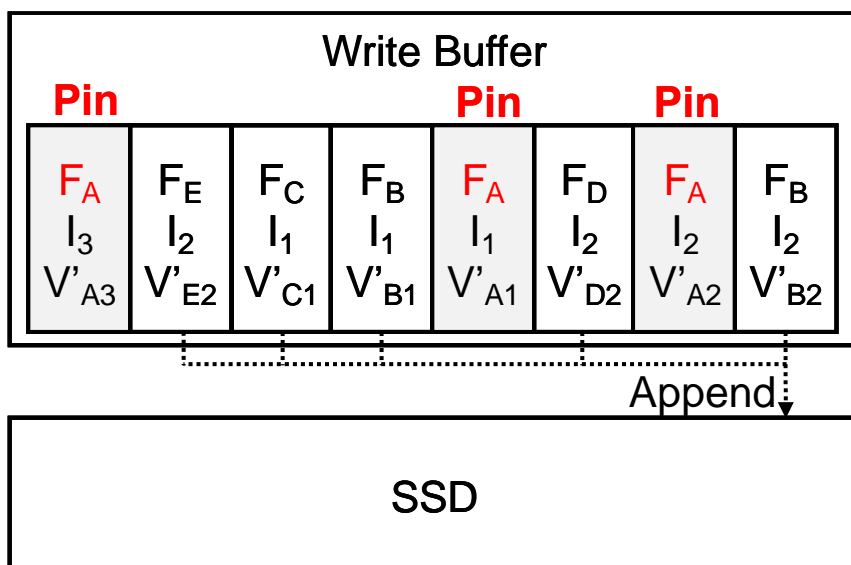 Write Buffer
Pin Pin Pin
F_A F_E F_C F_B F_A F_D F_A F_B
I_3 I_2 I_1 I_1 I_1 I_2 I_2 I_2
V’_A3 V’_E2 V’_C1 V’_B1 V’_A1 V’_D2 V’_A2 V’_B2
Append
SSD